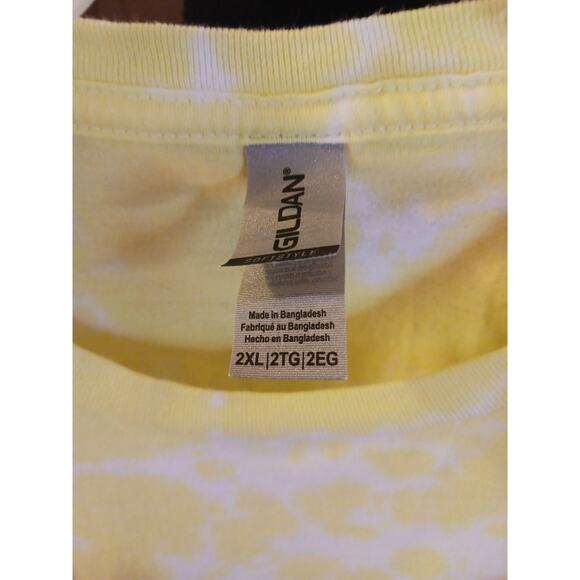 GILDAN®
SOFTSTYLE
Made in Bangladesh
Fabriqué au Bangladesh
Hecho en Bangladesh
2XL|2TG|2EG